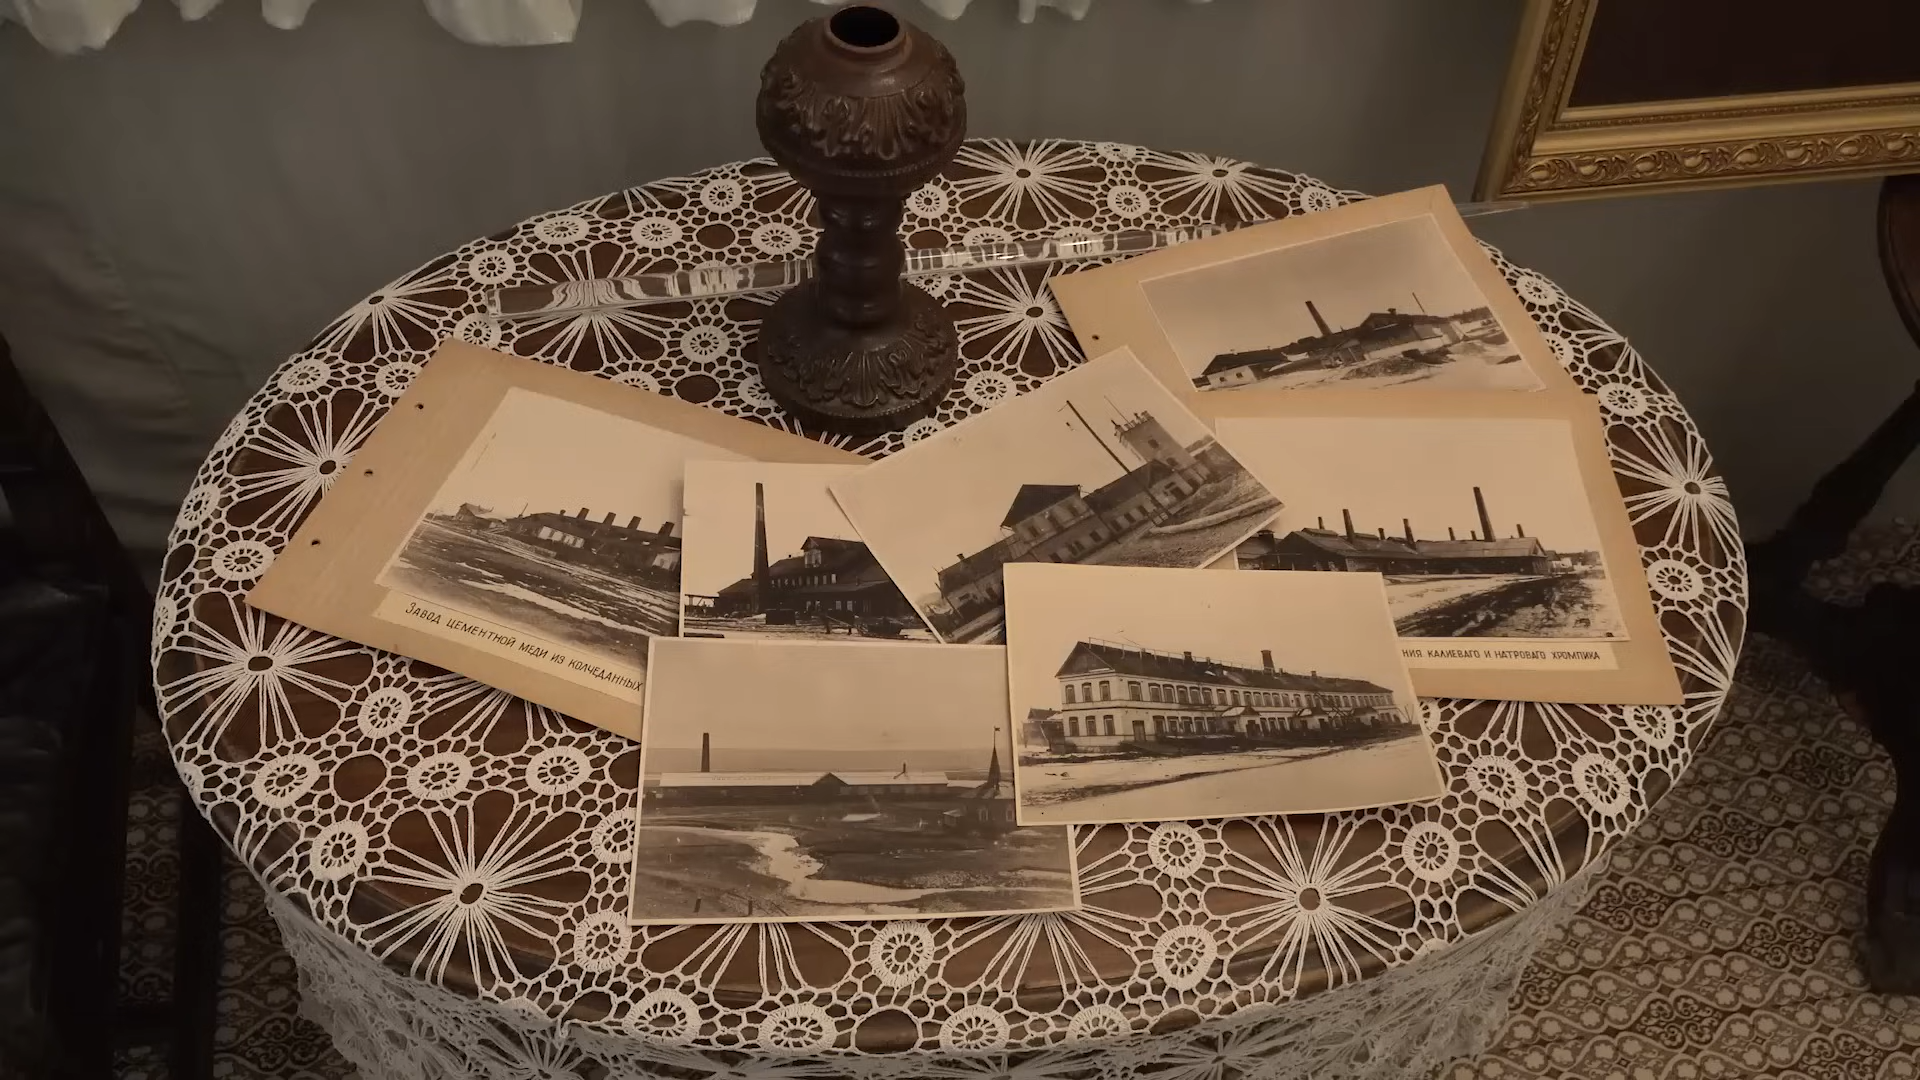 Завод цементной меди из колчеданных
ния калиеваго и натроваго хромпика